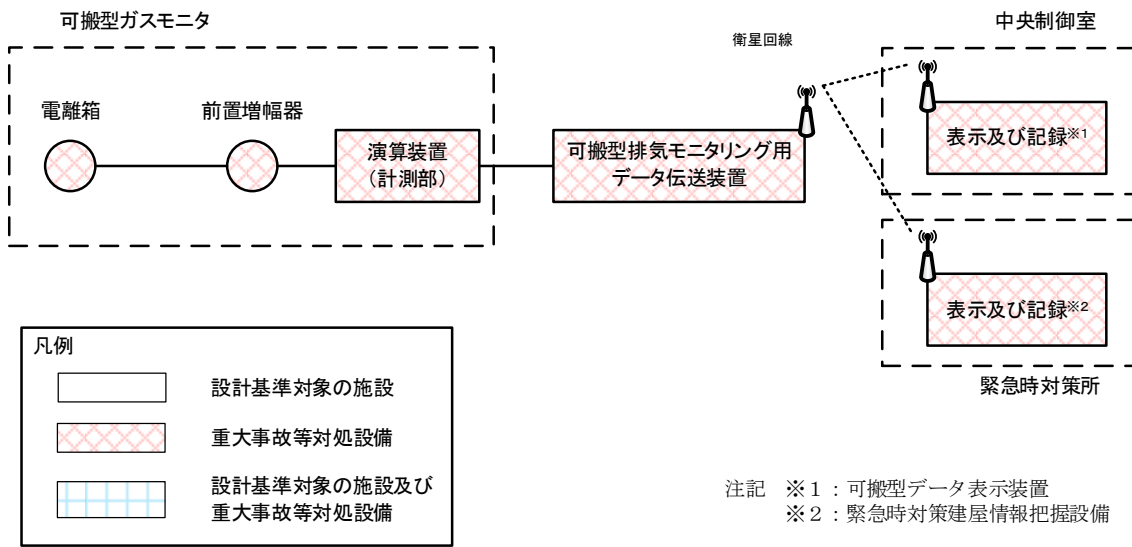 可搬型ガスモニタ
衛星回線
中央制御室
電離箱
前置増幅器
演算装置
（計測部）
可搬型排気モニタリング用
データ伝送装置
表示及び記録※1
表示及び記録※2
緊急時対策所
凡例
設計基準対象の施設
重大事故等対処設備
設計基準対象の施設及び
重大事故等対処設備
注記　※１：可搬型データ表示装置
※２：緊急時対策建屋情報把握設備